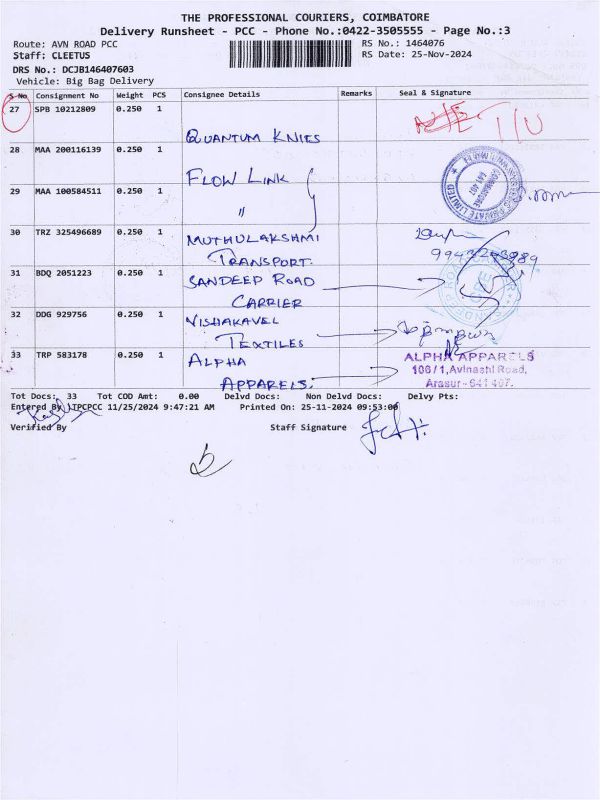 THE PROFESSIONAL COURIERS, COIMBATORE
Delivery Runsheet - PCC - Phone No.:0422-3505555 - Page No.:3
Route: AVN ROAD PCC
RS No.: 1464076
Staff: CLEETUS
RS Date: 25-Nov-2024
DRS No.: DCJB146407603
Vehicle: Big Bag Delivery
S No. Consignment No Weight PCS Consignee Details Remarks Seal & Signature
27 SPB 10212809 0.250 1
QUANTUM KNIES
28 MAA 200116139 0.250 1
FLOW LINK
29 MAA 100584511 0.250 1
"
30 TRZ 325496689 0.250 1
MUTHULAKSHMI
TRANSPORT.
31 BDQ 2051223 0.250 1
SANDEEP ROAD
CARRIER
32 DDG 929756 0.250 1
VISHAKAVEL
TEXTILES
33 TRP 583178 0.250 1
ALPHA
APPARELS.
ALPHA APPARELS
106/1, Avinashi Road,
Arasur - 641 407.
Tot Docs: 33 Tot COD Amt: 0.00 Delvd Docs: Non Delvd Docs: Delvy Pts:
Entered By JTPCPCC 11/25/2024 9:47:21 AM Printed On: 25-11-2024 09:53:00
Verified By Staff Signature